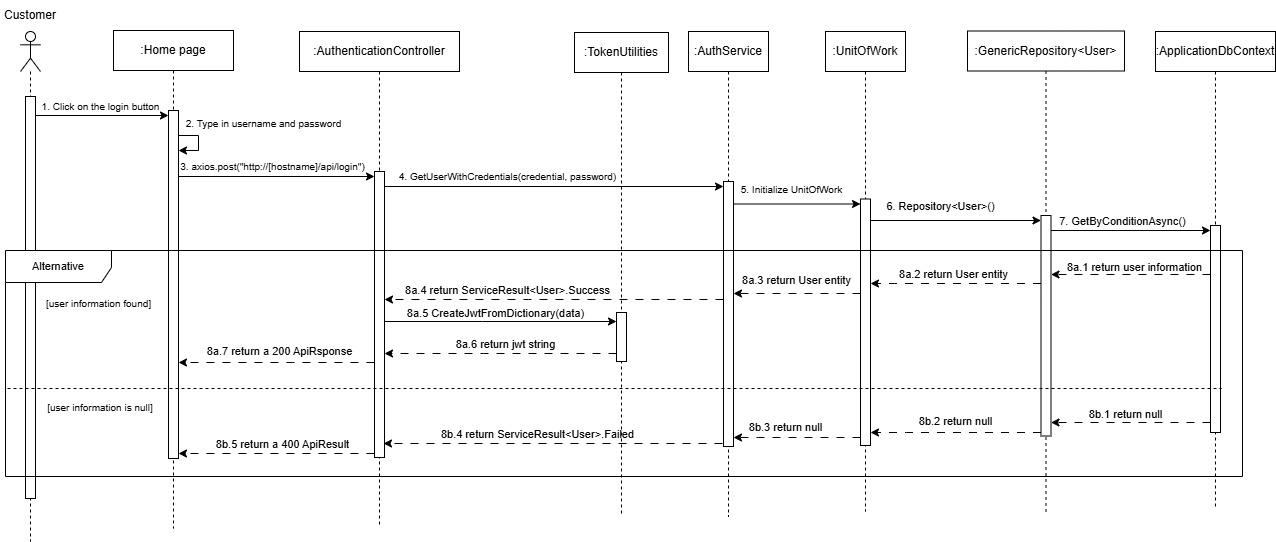 Customer
:Home page
:AuthenticationController
:TokenUtilities
:AuthService
:UnitOfWork
:GenericRepository<User>
:ApplicationDbContext
1. Click on the login button
2. Type in username and password
3. axios.post("http://[hostname]/api/login")
4. GetUserWithCredentials(credential, password)
5. Initialize UnitOfWork
6. Repository<User>()
7. GetByConditionAsync()
Alternative
[user information found]
8a.1 return user information
8a.2 return User entity
8a.3 return User entity
8a.4 return ServiceResult<User>.Success
8a.5 CreateJwtFromDictionary(data)
8a.6 return jwt string
8a.7 return a 200 ApiRsponse
[user information is null]
8b.1 return null
8b.2 return null
8b.3 return null
8b.4 return ServiceResult<User>.Failed
8b.5 return a 400 ApiResult